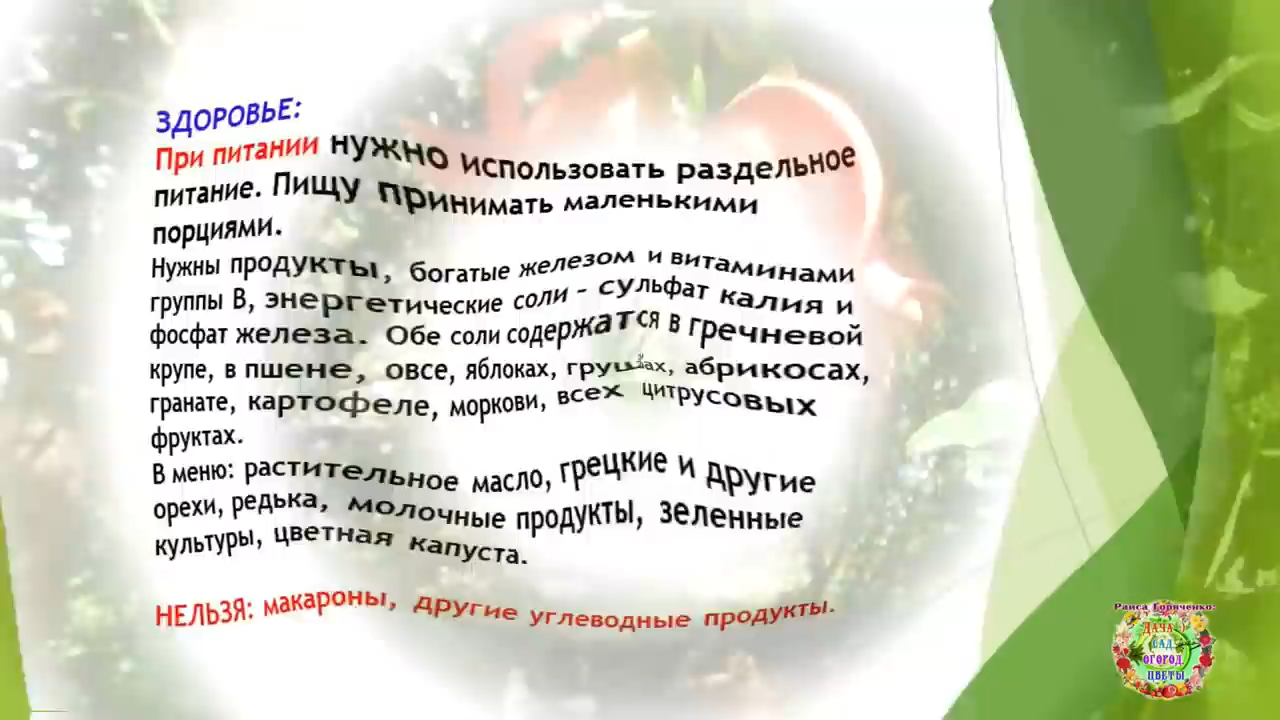 ЗДОРОВЬЕ:
При питании нужно использовать раздельное
питание. Пищу принимать маленькими
порциями.
Нужны продукты, богатые железом и витаминами
группы В, энергетические соли - сульфат калия и
фосфат железа. Обе соли содержатся в гречневой
крупе, в пшене, овсе, яблоках, грушах, абрикосах,
гранате, картофеле, моркови, всех цитрусовых
фруктах.
В меню: растительное масло, грецкие и другие
орехи, редька, молочные продукты, зеленные
культуры, цветная капуста.
НЕЛЬЗЯ: макароны, другие углеводные продукты.
Раиса Горяченко:
ДАЧА
САД
ОГОРОД
ЦВЕТЫ